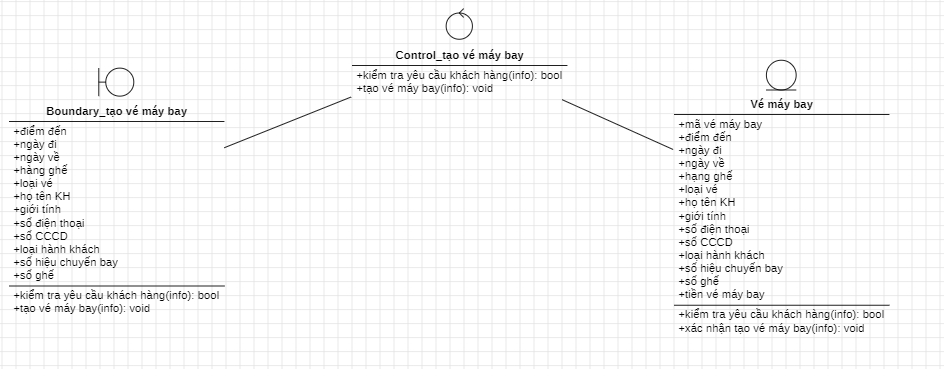 Control_tạo vé máy bay
+kiểm tra yêu cầu khách hàng(info): bool
+tạo vé máy bay(info): void
Boundary_tạo vé máy bay
+điểm đến
+ngày đi
+ngày về
+hàng ghế
+loại vé
+họ tên KH
+giới tính
+số điện thoại
+số CCCD
+loại hành khách
+số hiệu chuyến bay
+số ghế
+kiểm tra yêu cầu khách hàng(info): bool
+tạo vé máy bay(info): void
Vé máy bay
+mã vé máy bay
+điểm đến
+ngày đi
+ngày về
+hạng ghế
+loại vé
+họ tên KH
+giới tính
+số điện thoại
+số CCCD
+loại hành khách
+số hiệu chuyến bay
+số ghế
+tiền vé máy bay
+kiểm tra yêu cầu khách hàng(info): bool
+xác nhận tạo vé máy bay(info): void